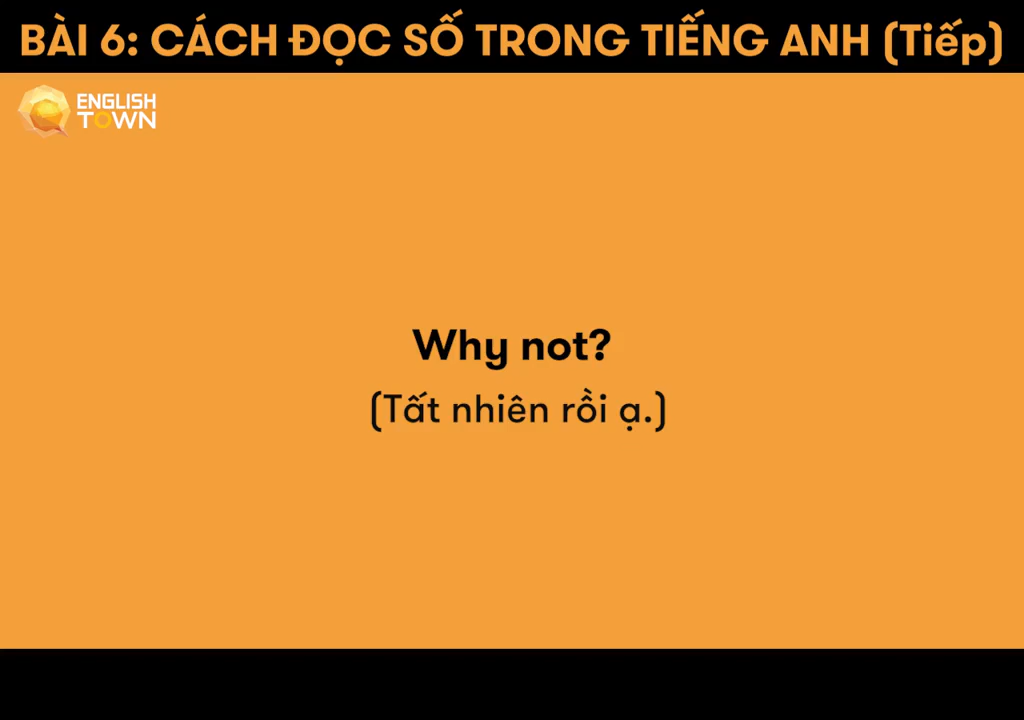 BÀI 6: CÁCH ĐỌC SỐ TRONG TIẾNG ANH (Tiếp)
ENGLISH
TOWN
Why not?
(Tất nhiên rồi ạ.)